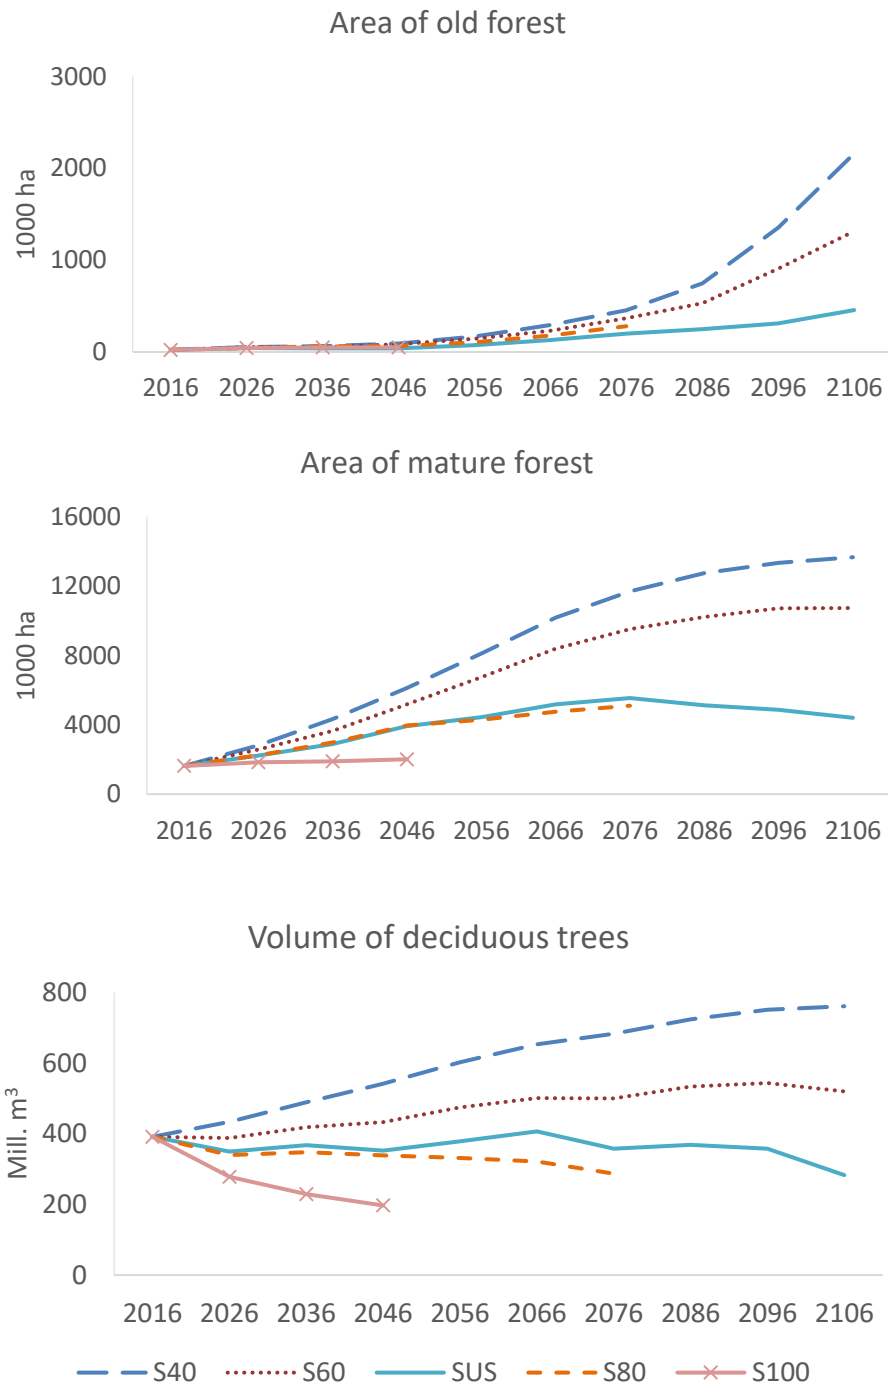 Area of old forest
3000
2000
1000
0
1000 ha
2016 2026 2036 2046 2056 2066 2076 2086 2096 2106
Area of mature forest
16000
12000
8000
4000
0
1000 ha
2016 2026 2036 2046 2056 2066 2076 2086 2096 2106
Volume of deciduous trees
800
600
400
200
0
Mill. m³
2016 2026 2036 2046 2056 2066 2076 2086 2096 2106
S40 S60 SUS S80 S100